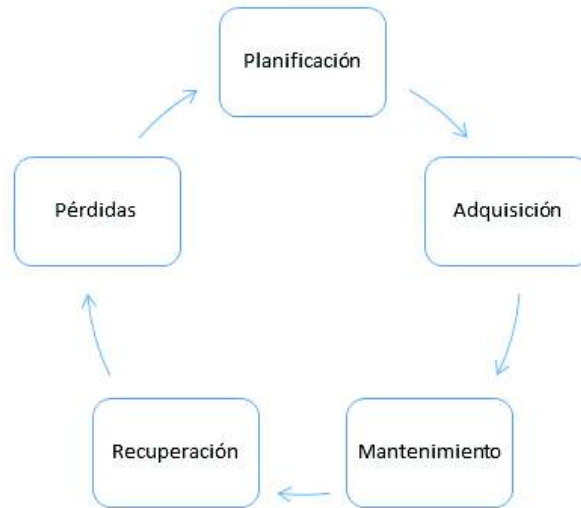 Planificación
Adquisición
Mantenimiento
Recuperación
Pérdidas